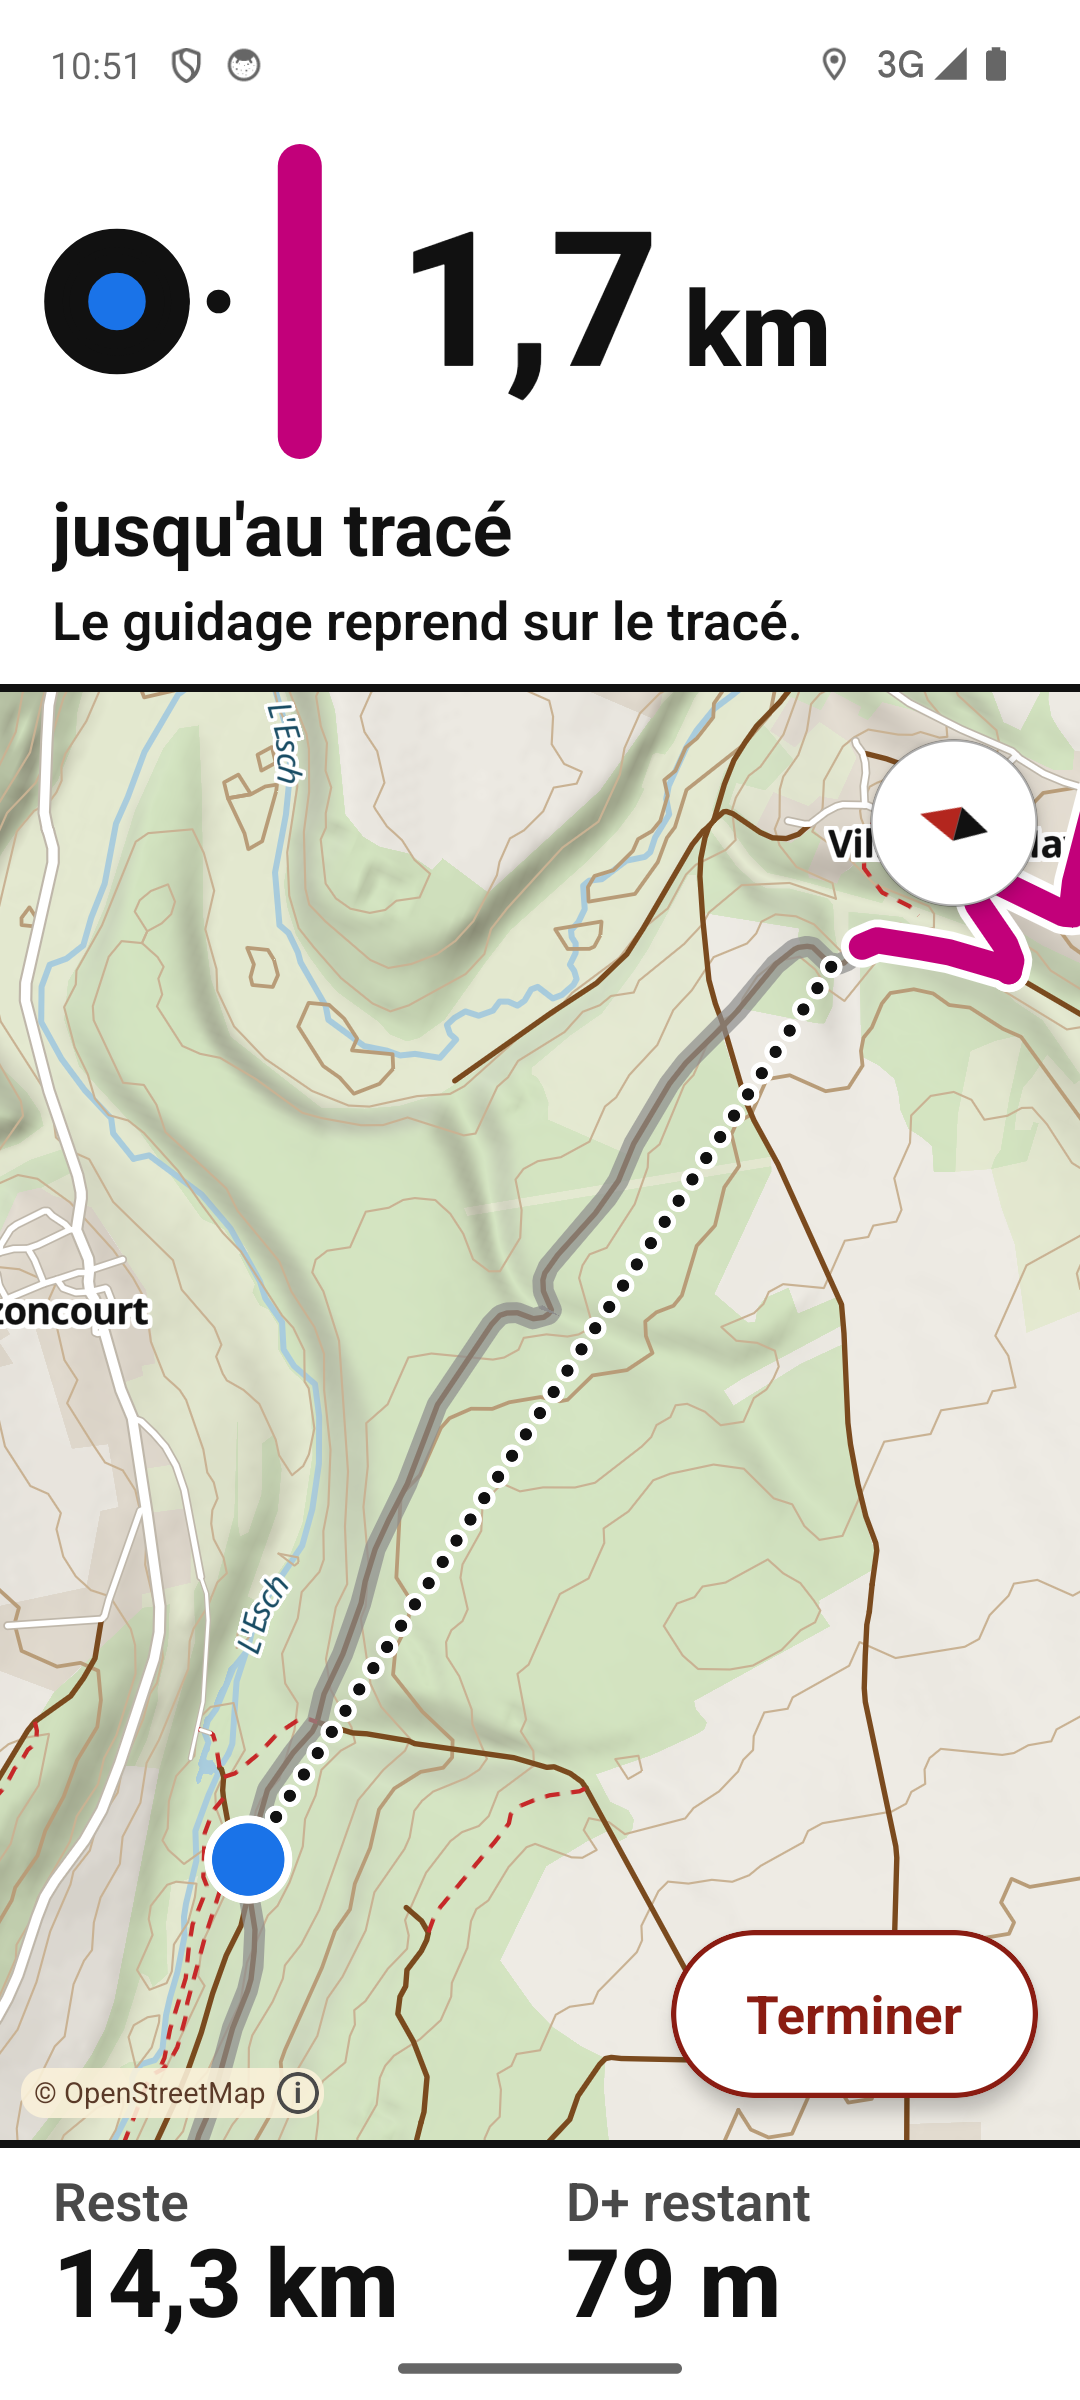 10:51
3G
1,7 km
jusqu'au tracé
Le guidage reprend sur le tracé.
L'Esch
L'Esch
© OpenStreetMap
Terminer
Reste
14,3 km
D+ restant
79 m